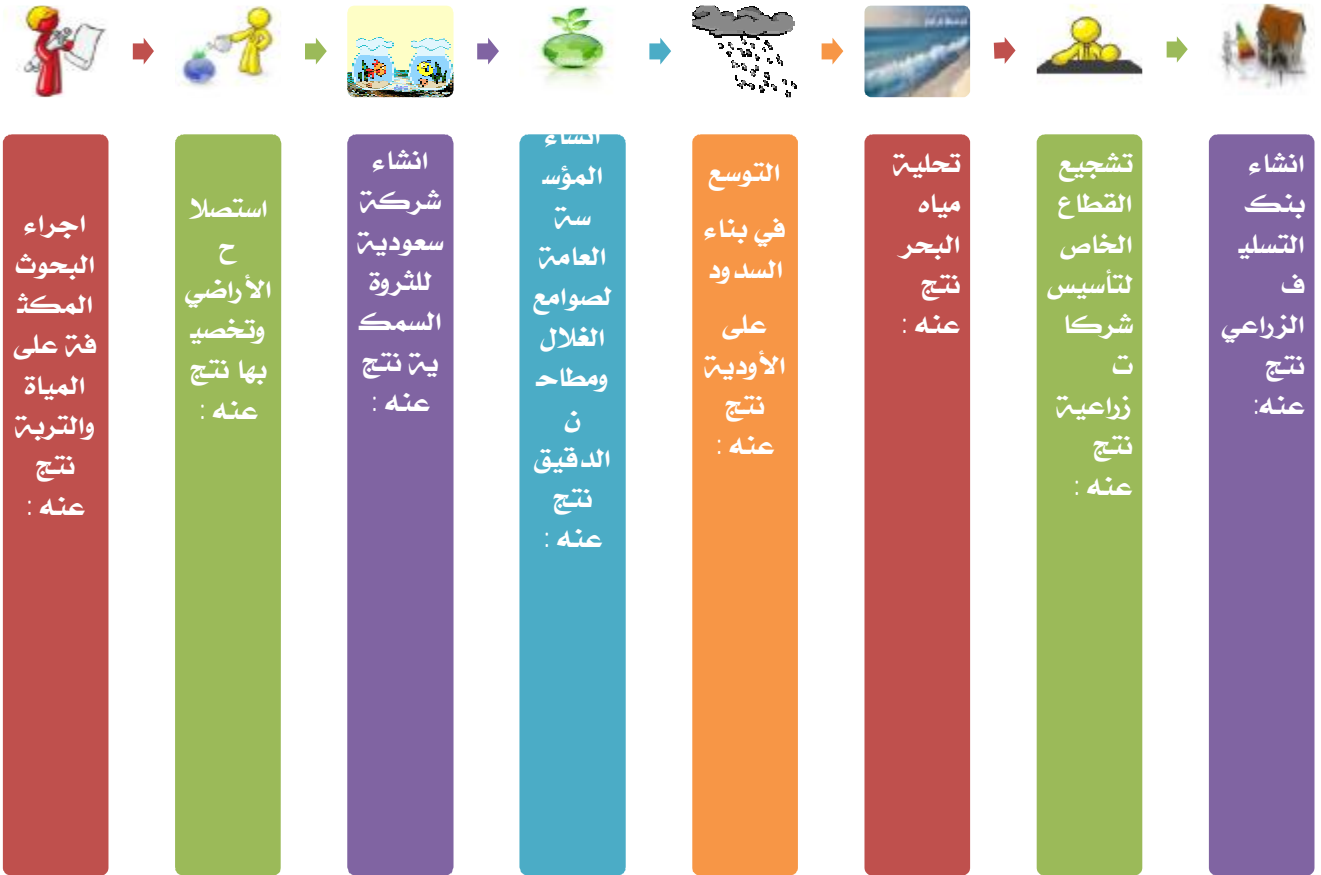 انشاء
بنك
التسلي
ف
الزراعي
نتج
عنه:
تشجيع
القطاع
الخاص
لتأسيس
شركا
ت
زراعية
نتج
عنه :
تحلية
مياه
البحر
نتج
عنه :
التوسع
في بناء
السدود
على
الأودية
نتج
عنه :
انشاء
المؤس
سة
العامة
لصوامع
الغلال
ومطاح
ن
الدقيق
نتج
عنه :
انشاء
شركة
سعودية
للثروة
السمك
ية نتج
عنه :
استصلا
ح
الأراضي
وتخصي
بها نتج
عنه :
اجراء
البحوث
المكث
فة على
المياة
والتربة
نتج
عنه :